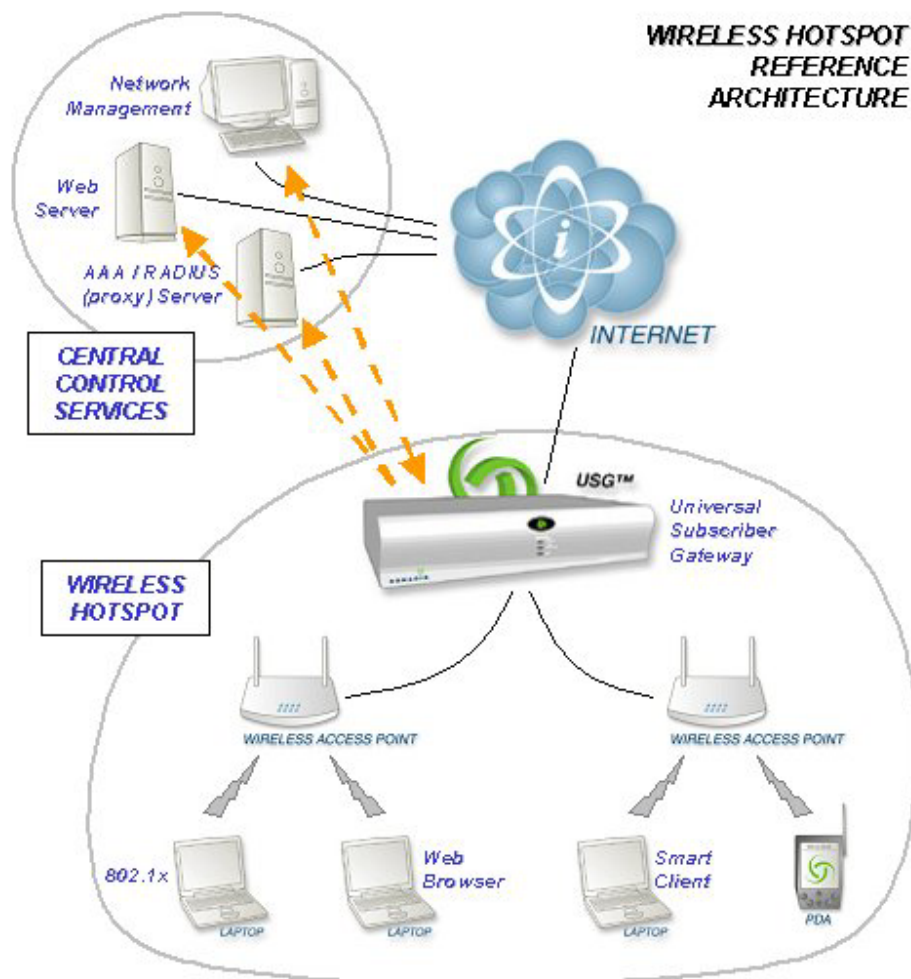 WIRELESS HOTSPOT
REFERENCE
ARCHITECTURE
Network
Management
Web
Server
AAA / RADIUS
(proxy) Server
CENTRAL
CONTROL
SERVICES
INTERNET
USG™
Universal
Subscriber
Gateway
WIRELESS
HOTSPOT
WIRELESS ACCESS POINT
WIRELESS ACCESS POINT
802.1x
LAPTOP
Web
Browser
LAPTOP
Smart
Client
LAPTOP
PDA